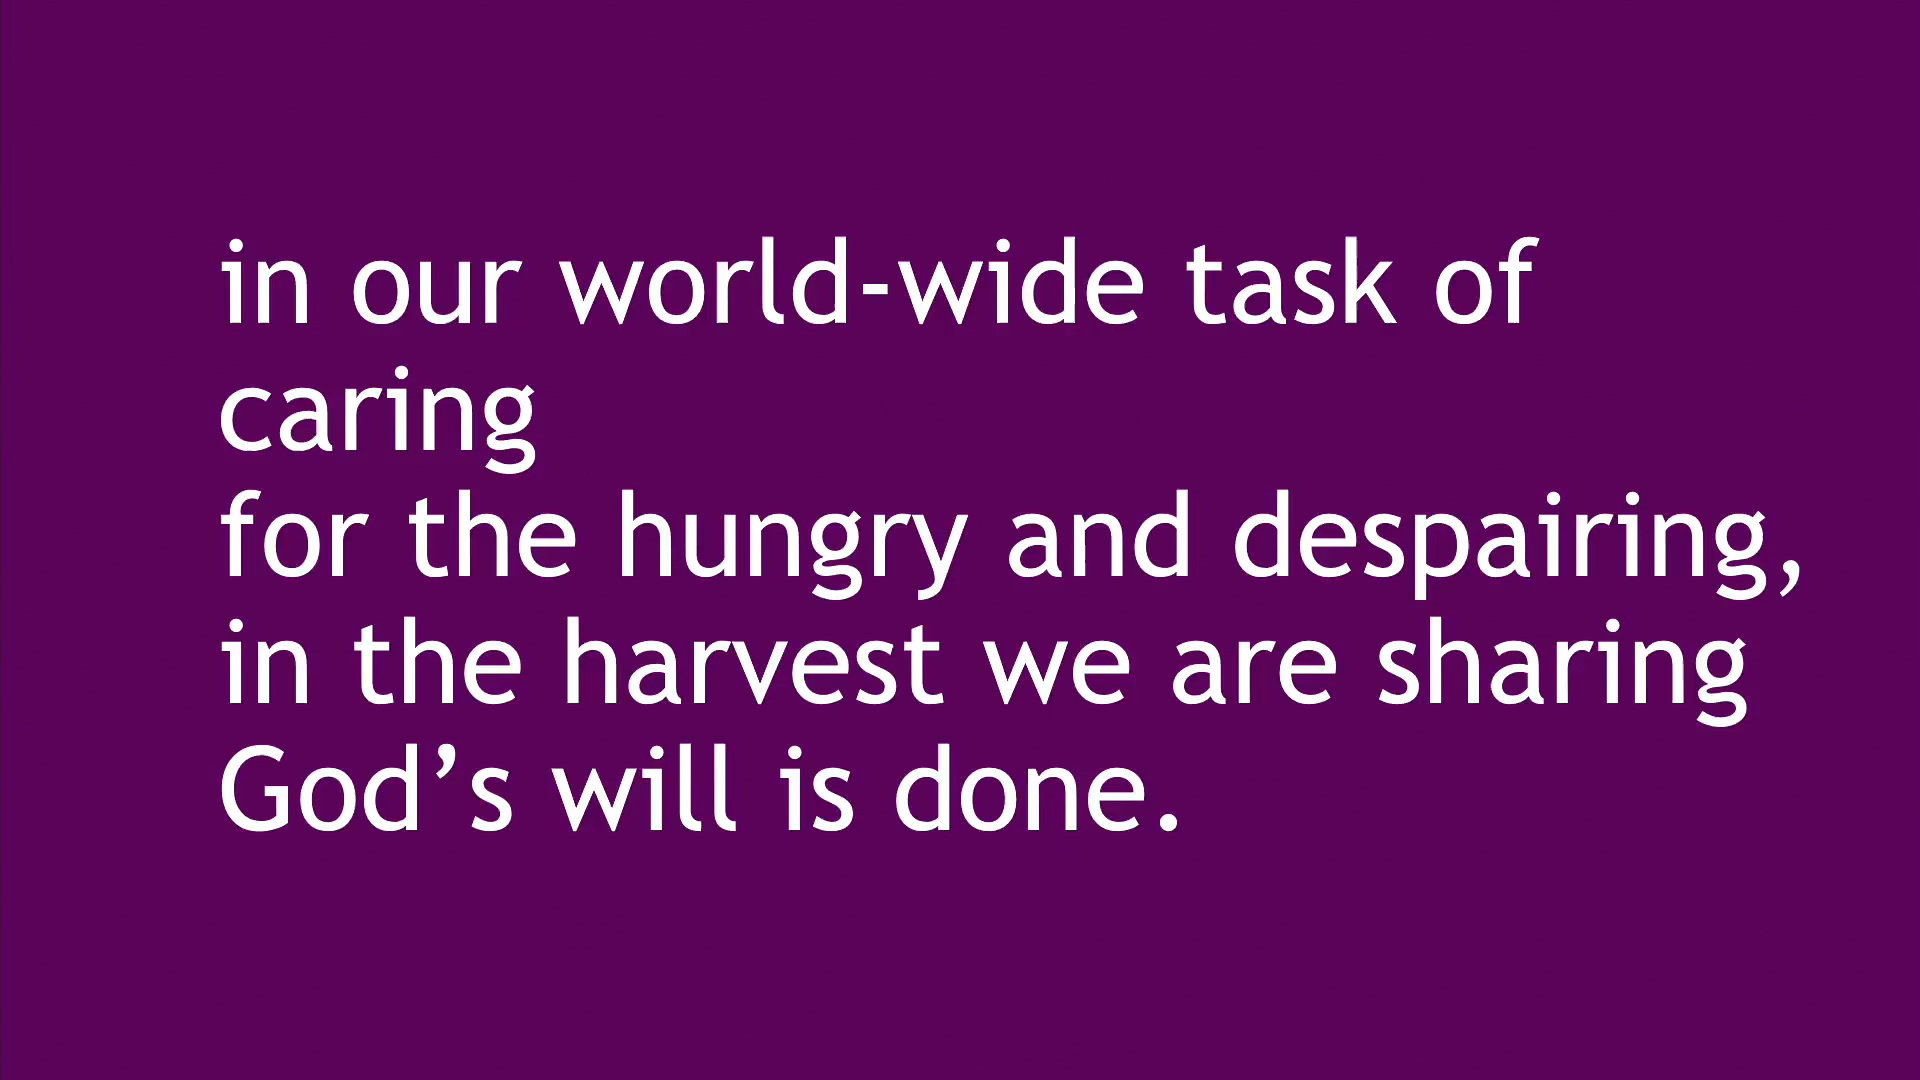 in our world-wide task of
caring
for the hungry and despairing,
in the harvest we are sharing
God’s will is done.